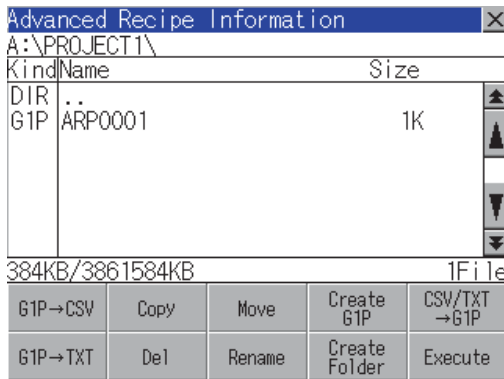 Advanced Recipe Information ×
A:\PROJECT1\
Kind Name Size
DIR ..
G1P ARP0001 1K
384KB/3861584KB 1File
G1P→CSV Copy Move Create G1P CSV/TXT →G1P
G1P→TXT Del Rename Create Folder Execute